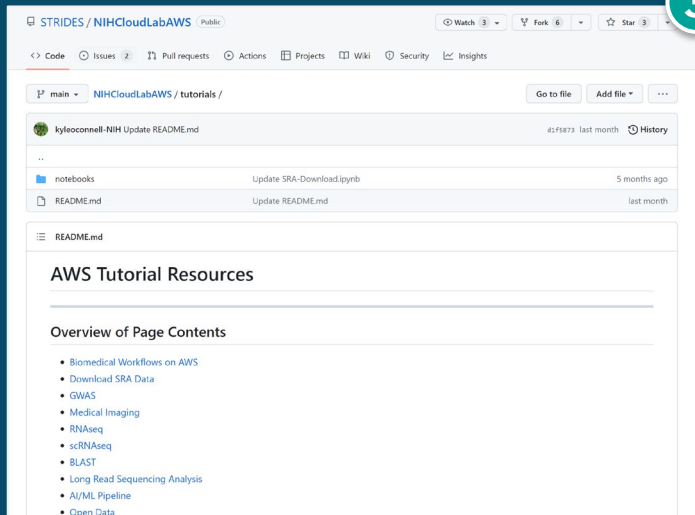 STRIDES / NIHCloudLabAWS Public
Watch 3 Fork 6 Star 3
<> Code Issues 2 Pull requests Actions Projects Wiki Security Insights
main NIHCloudLabAWS / tutorials / Go to file Add file ...
kyleoconnell-NIH Update README.md d1f5873 last month History
..
notebooks Update SRA-Download.ipynb 5 months ago
README.md Update README.md last month
README.md
AWS Tutorial Resources
Overview of Page Contents
• Biomedical Workflows on AWS
• Download SRA Data
• GWAS
• Medical Imaging
• RNAseq
• scRNAseq
• BLAST
• Long Read Sequencing Analysis
• AI/ML Pipeline
• Open Data